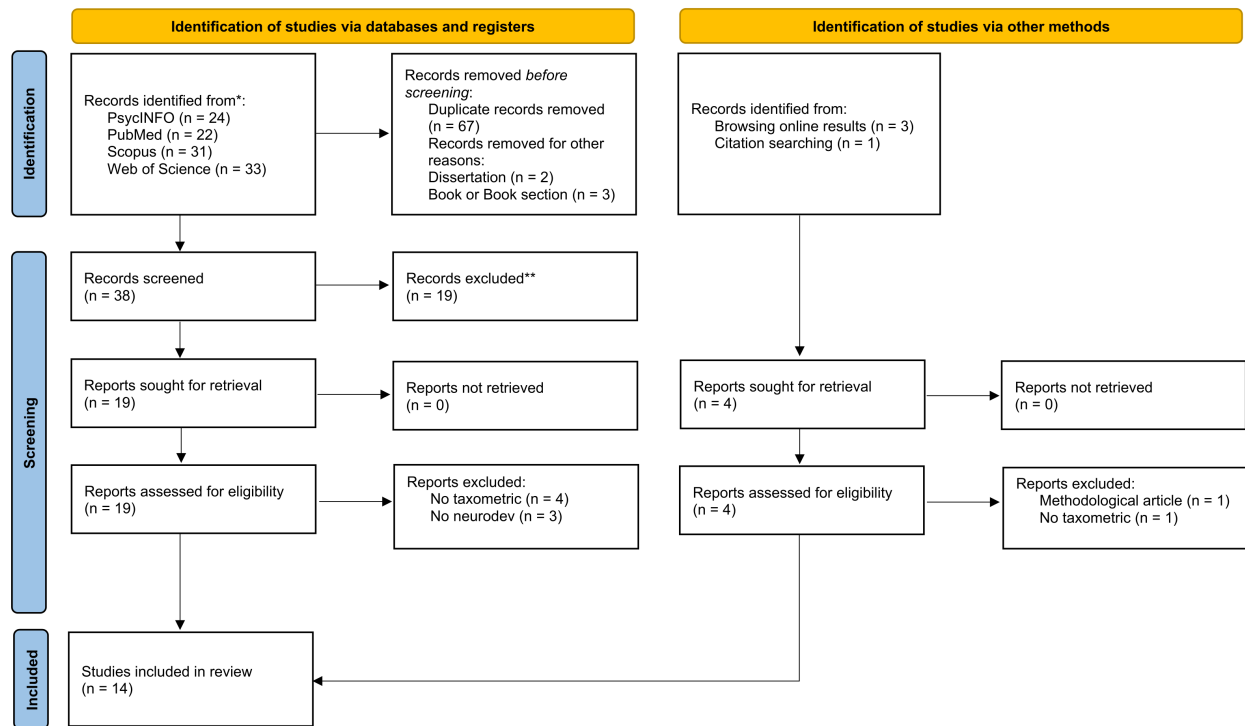 Identification of studies via databases and registers
Identification of studies via other methods
Identification
Records identified from*:
PsycINFO (n = 24)
PubMed (n = 22)
Scopus (n = 31)
Web of Science (n = 33)
Records removed before
screening:
Duplicate records removed
(n = 67)
Records removed for other
reasons:
Dissertation (n = 2)
Book or Book section (n = 3)
Records identified from:
Browsing online results (n = 3)
Citation searching (n = 1)
Screening
Records screened
(n = 38)
Records excluded**
(n = 19)
Reports sought for retrieval
(n = 19)
Reports not retrieved
(n = 0)
Reports sought for retrieval
(n = 4)
Reports not retrieved
(n = 0)
Reports assessed for eligibility
(n = 19)
Reports excluded:
No taxometric (n = 4)
No neurodev (n = 3)
Reports assessed for eligibility
(n = 4)
Reports excluded:
Methodological article (n = 1)
No taxometric (n = 1)
Included
Studies included in review
(n = 14)